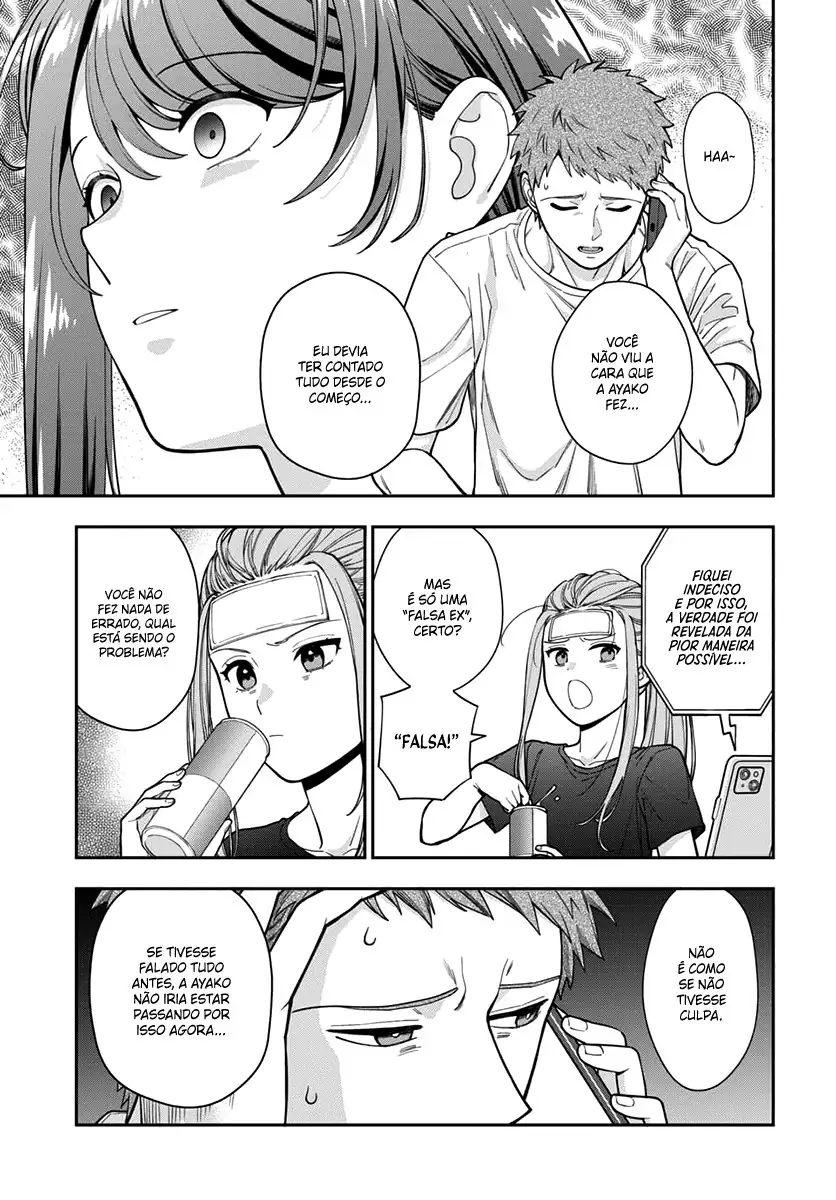 HAA~
VOCÊ
NÃO VIU A
CARA QUE
A AYAKO
FEZ...
EU DEVIA
TER CONTADO
TUDO DESDE O
COMEÇO...
FIQUEI
INDECISO
E POR ISSO,
A VERDADE FOI
REVELADA DA
PIOR MANEIRA
POSSÍVEL...
MAS
É SÓ UMA
"FALSA EX",
CERTO?
"FALSA!"
VOCÊ NÃO
FEZ NADA DE
ERRADO, QUAL
ESTÁ SENDO O
PROBLEMA?
NÃO
É COMO
SE NÃO
TIVESSE
CULPA.
SE TIVESSE
FALADO TUDO
ANTES, A AYAKO
NÃO IRIA ESTAR
PASSANDO POR
ISSO AGORA...